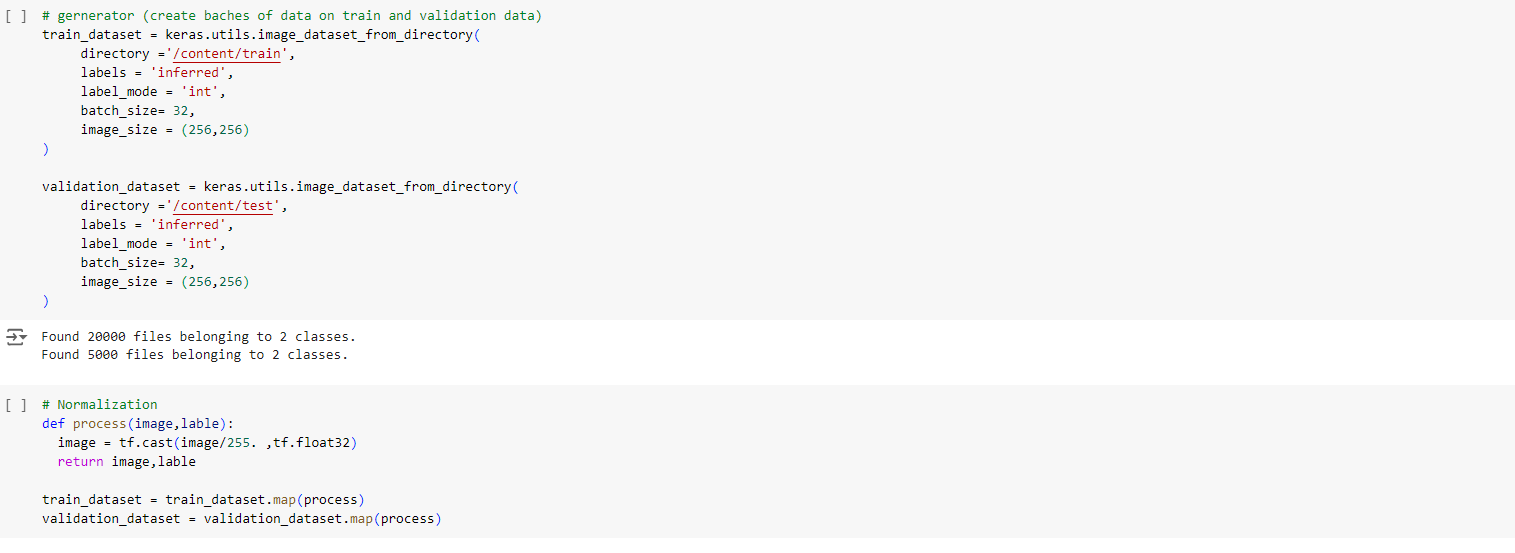 [ ] # gernerator (create baches of data on train and validation data)
train_dataset = keras.utils.image_dataset_from_directory(
directory ='/content/train',
labels = 'inferred',
label_mode = 'int',
batch_size= 32,
image_size = (256,256)
)
validation_dataset = keras.utils.image_dataset_from_directory(
directory ='/content/test',
labels = 'inferred',
label_mode = 'int',
batch_size= 32,
image_size = (256,256)
)
Found 20000 files belonging to 2 classes.
Found 5000 files belonging to 2 classes.
[ ] # Normalization
def process(image,lable):
image = tf.cast(image/255. ,tf.float32)
return image,lable
train_dataset = train_dataset.map(process)
validation_dataset = validation_dataset.map(process)